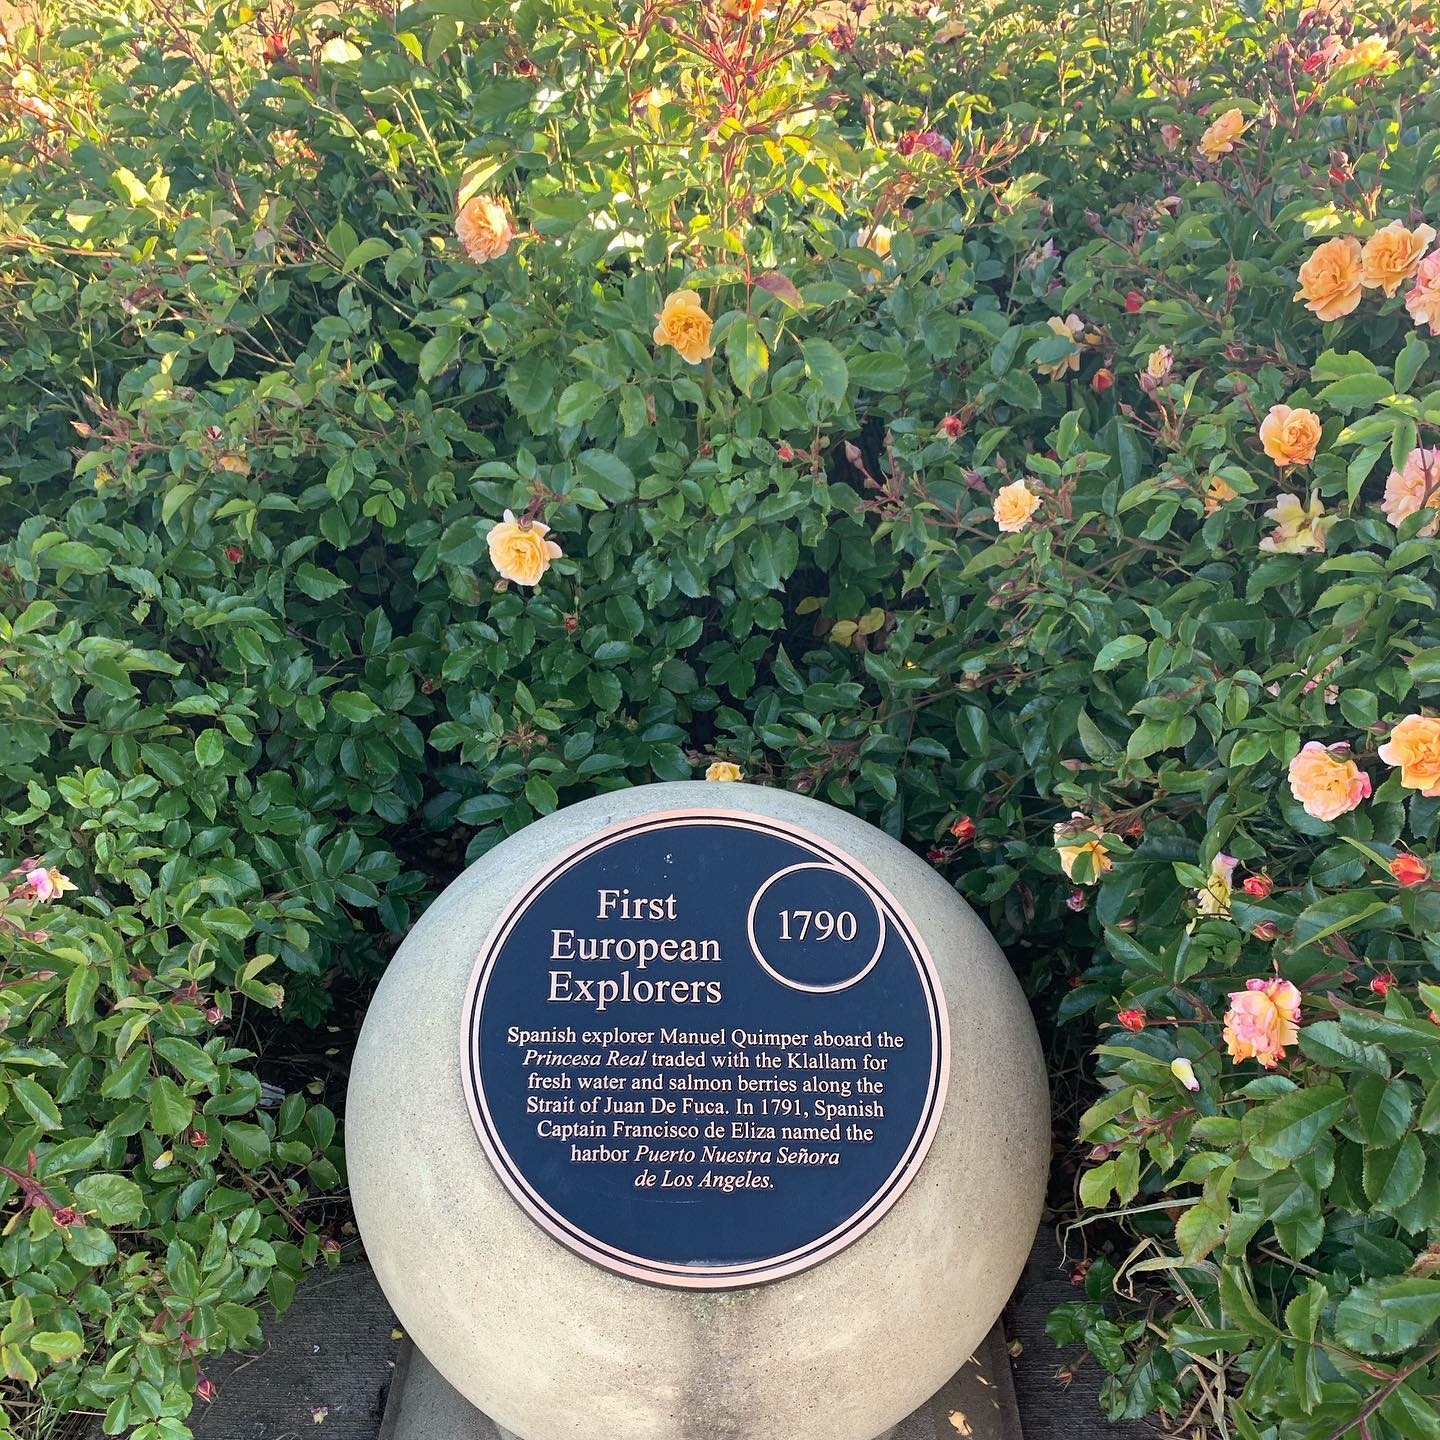 First
European
Explorers
1790
Spanish explorer Manuel Quimper aboard the
Princesa Real traded with the Klallam for
fresh water and salmon berries along the
Strait of Juan De Fuca. In 1791, Spanish
Captain Francisco de Eliza named the
harbor Puerto Nuestra Señora
de Los Angeles.